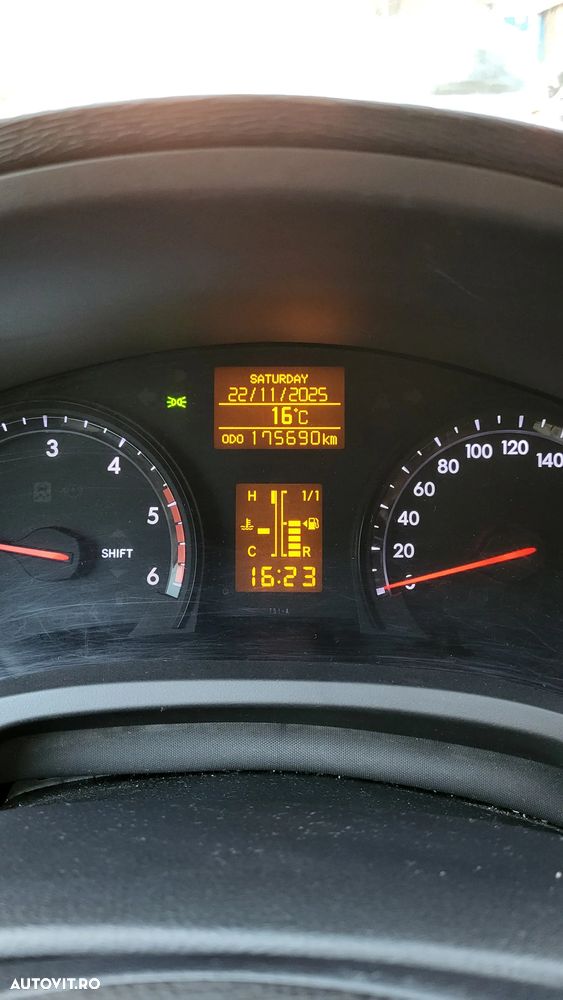 SATURDAY
22/11/2025
16°C
ODO 175690km
3
4
5
6
SHIFT
H 1/1
C R
16:23
0
20
40
60
80
100
120
140
AUTOVIT.RO